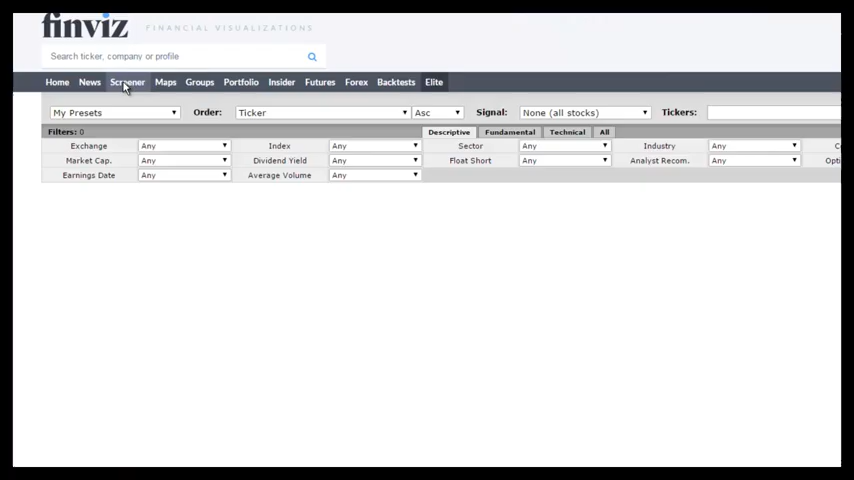 finviz FINANCIAL VISUALIZATIONS
Search ticker, company or profile
Home News Screener Maps Groups Portfolio Insider Futures Forex Backtests Elite
My Presets Order: Ticker Asc Signal: None (all stocks) Tickers:
Filters: 0 Descriptive Fundamental Technical All
Exchange Any Index Any Sector Any Industry Any
Market Cap. Any Dividend Yield Any Float Short Any Analyst Recom. Any
Earnings Date Any Average Volume Any